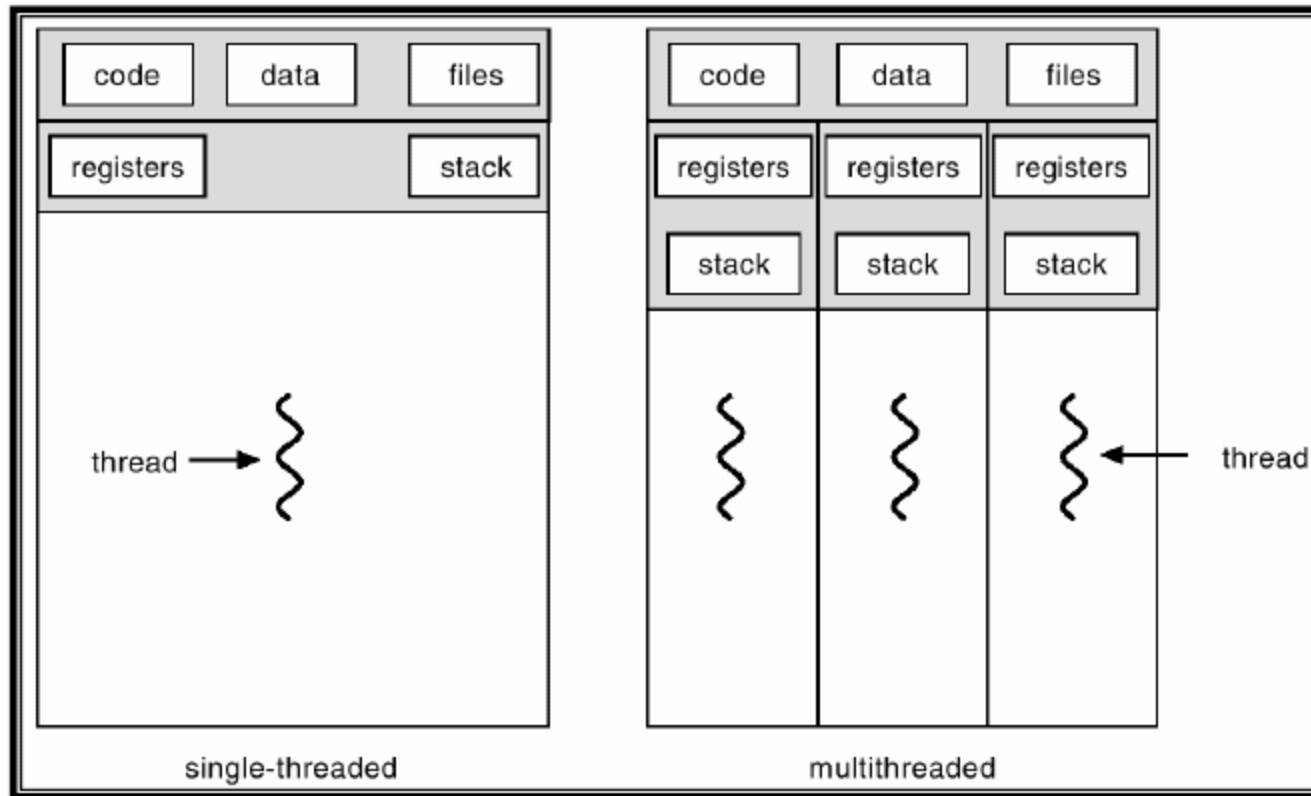 code data files code data files
registers stack registers registers registers
stack stack stack
thread thread
single-threaded multithreaded